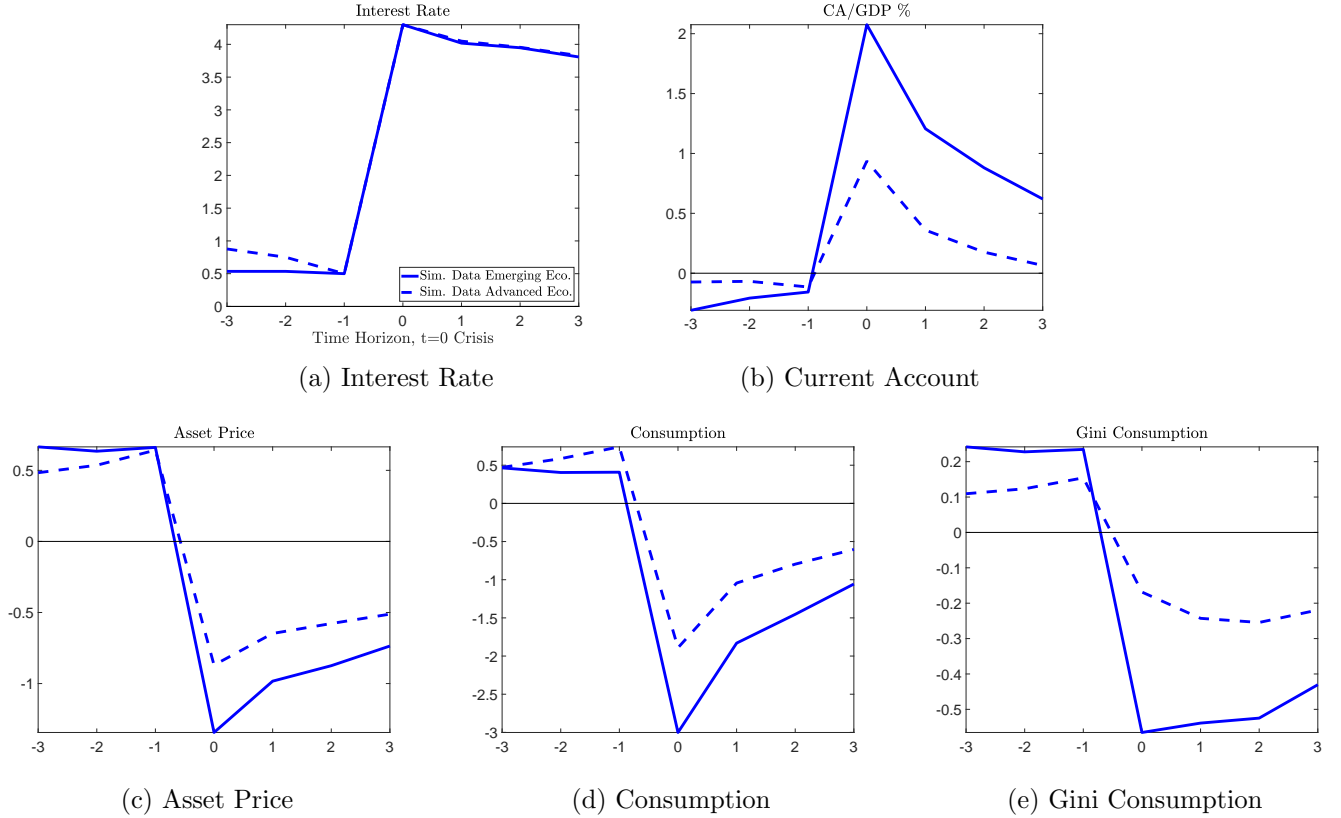 Interest Rate
4
3.5
3
2.5
2
1.5
1
0.5
0
Sim. Data Emerging Eco.
Sim. Data Advanced Eco.
-3 -2 -1 0 1 2 3
Time Horizon, t=0 Crisis
(a) Interest Rate
CA/GDP %
2
1.5
1
0.5
0
-3 -2 -1 0 1 2 3
(b) Current Account
Asset Price
0.5
0
-0.5
-1
-3 -2 -1 0 1 2 3
(c) Asset Price
Consumption
0.5
0
-0.5
-1
-1.5
-2
-2.5
-3
-3 -2 -1 0 1 2 3
(d) Consumption
Gini Consumption
0.2
0.1
0
-0.1
-0.2
-0.3
-0.4
-0.5
-3 -2 -1 0 1 2 3
(e) Gini Consumption